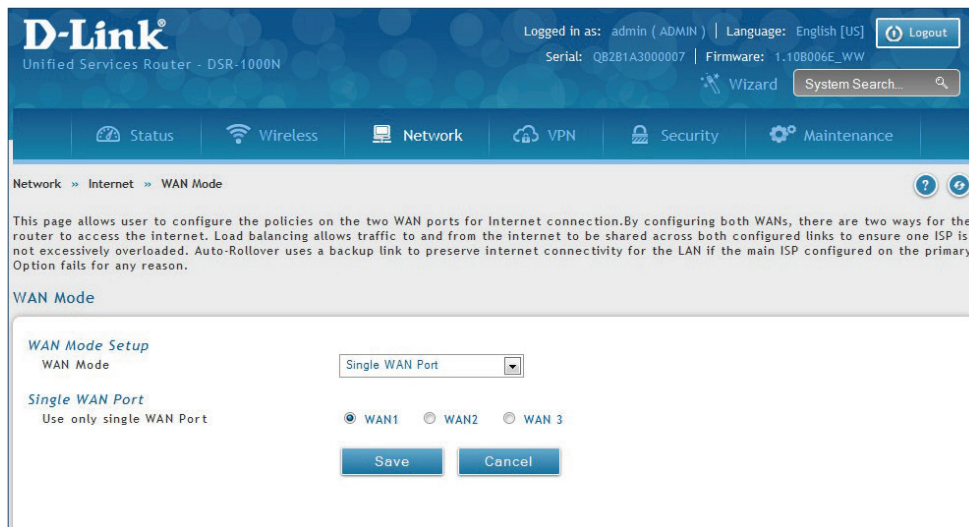 D-Link®
Unified Services Router - DSR-1000N
Logged in as: admin ( ADMIN ) | Language: English [US]
Logout
Serial: QB2B1A3000007 | Firmware: 1.10B006E_WW
Wizard
System Search...
Status
Wireless
Network
VPN
Security
Maintenance
Network » Internet » WAN Mode
?
This page allows user to configure the policies on the two WAN ports for Internet connection.By configuring both WANs, there are two ways for the
router to access the internet. Load balancing allows traffic to and from the internet to be shared across both configured links to ensure one ISP is
not excessively overloaded. Auto-Rollover uses a backup link to preserve internet connectivity for the LAN if the main ISP configured on the primary
Option fails for any reason.
WAN Mode
WAN Mode Setup
WAN Mode
Single WAN Port
Single WAN Port
Use only single WAN Port
WAN1
WAN2
WAN 3
Save
Cancel